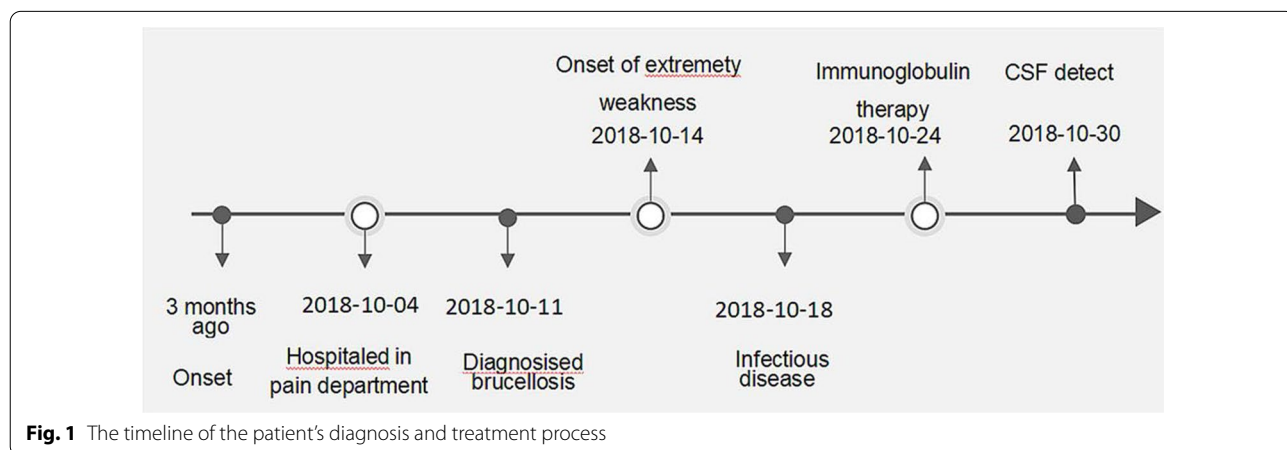 Onset of extremety
weakness
2018-10-14
Immunoglobulin
therapy
2018-10-24
CSF detect
2018-10-30
3 months
ago
Onset
2018-10-04
Hospitaled in
pain department
2018-10-11
Diagnosised
brucellosis
2018-10-18
Infectious
disease
Fig. 1 The timeline of the patient's diagnosis and treatment process